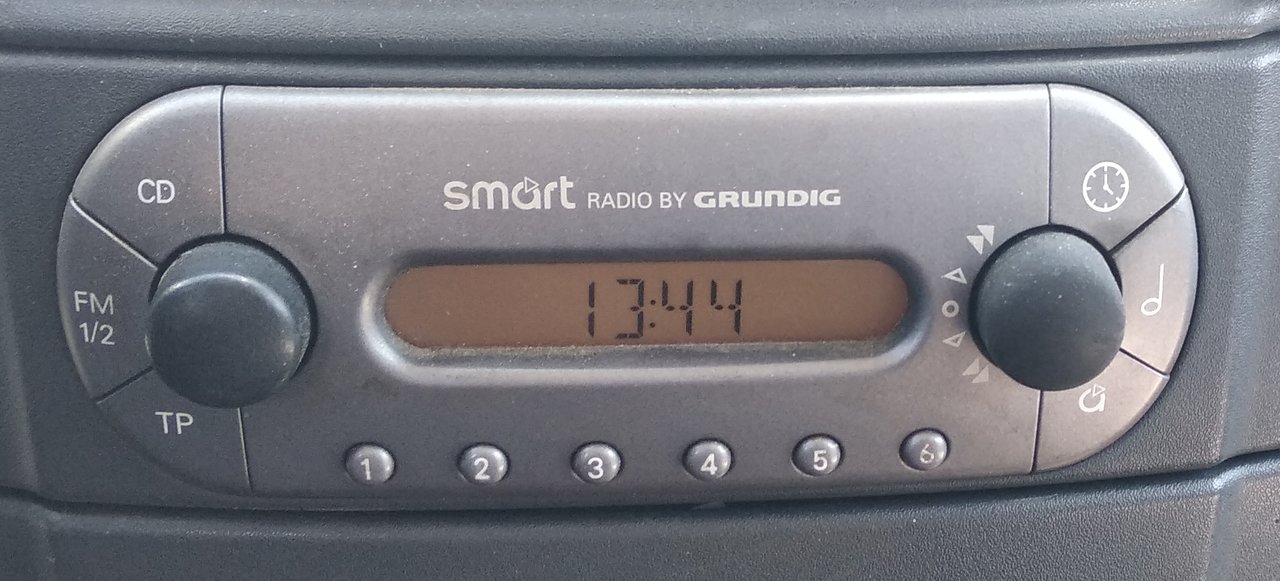 smart RADIO BY GRUNDIG
CD
FM
1/2
TP
13:44
1 2 3 4 5 6